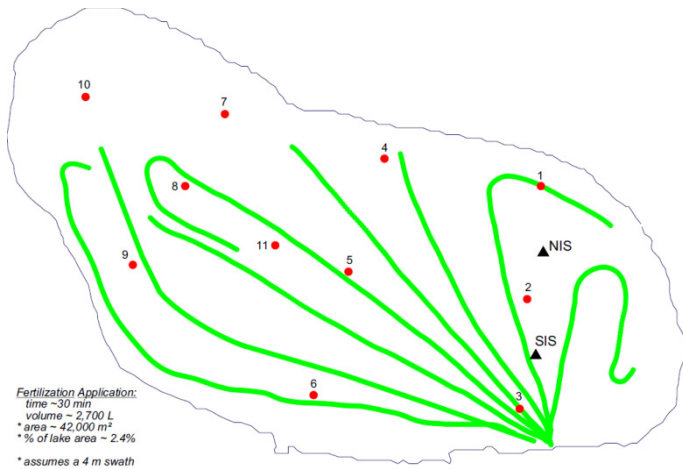 10
7
4
1
8
NIS
11
5
9
2
SIS
6
3
Fertilization Application:
time ~30 min
volume ~ 2,700 L
* area ~ 42,000 m²
* % of lake area ~ 2.4%
* assumes a 4 m swath